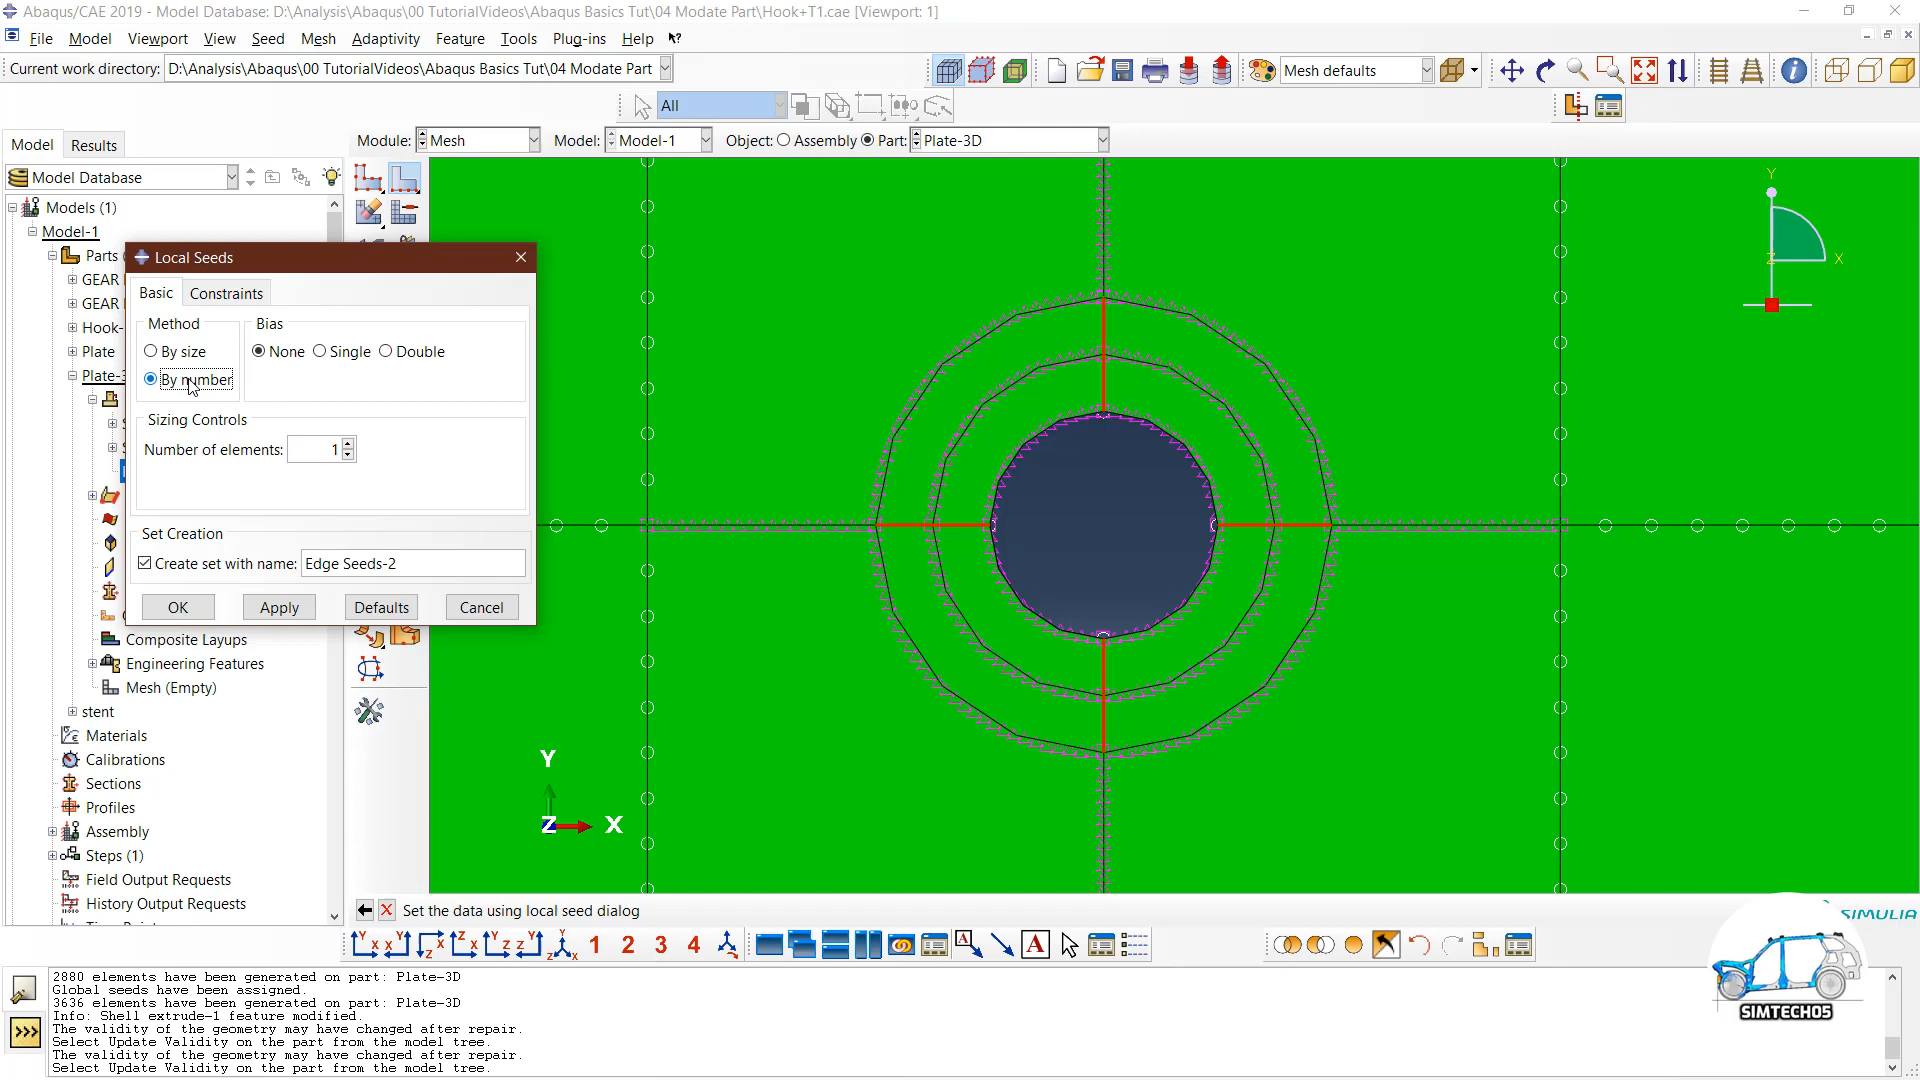 Abaqus/CAE 2019 - Model Database: D:\Analysis\Abaqus\00 TutorialVideos\Abaqus Basics Tut\04 Modate Part\Hook+T1.cae [Viewport: 1]
File Model Viewport View Seed Mesh Adaptivity Feature Tools Plug-ins Help
Current work directory: D:\Analysis\Abaqus\00 TutorialVideos\Abaqus Basics Tut\04 Modate Part
Mesh defaults
All
Model Results
Module: Mesh Model: Model-1 Object: Assembly Part: Plate-3D
Model Database
Models (1)
Model-1
Parts
GEAR
GEAR
Hook-
Plate
Plate-3
Local Seeds
Basic Constraints
Method Bias
By size None Single Double
By number
Sizing Controls
Number of elements: 1
Set Creation
Create set with name: Edge Seeds-2
OK Apply Defaults Cancel
Composite Layups
Engineering Features
Mesh (Empty)
stent
Materials
Calibrations
Sections
Profiles
Assembly
Steps (1)
Field Output Requests
History Output Requests
Y
Z X
Y
Z X
Set the data using local seed dialog
SIMULIA
1 2 3 4
A
A
SIMTECH05
2880 elements have been generated on part: Plate-3D
Global seeds have been assigned.
3636 elements have been generated on part: Plate-3D
Info: Shell extrude-1 feature modified.
The validity of the geometry may have changed after repair.
Select Update Validity on the part from the model tree.
The validity of the geometry may have changed after repair.
Select Update Validity on the part from the model tree.
>>>